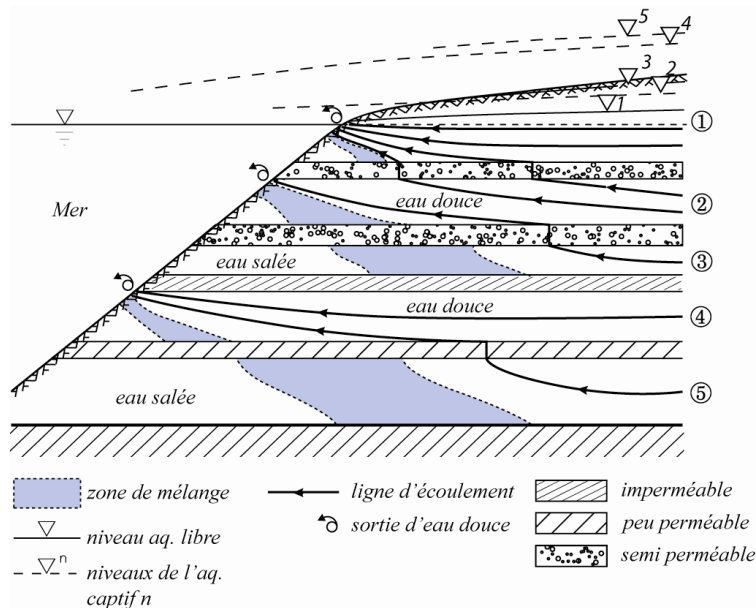 5
4
3
2
1
①
Mer
eau douce
②
eau salée
③
eau douce
④
eau salée
⑤
zone de mélange
ligne d'écoulement
imperméable
niveau aq. libre
sortie d'eau douce
peu perméable
n
niveaux de l'aq.
captif n
semi perméable